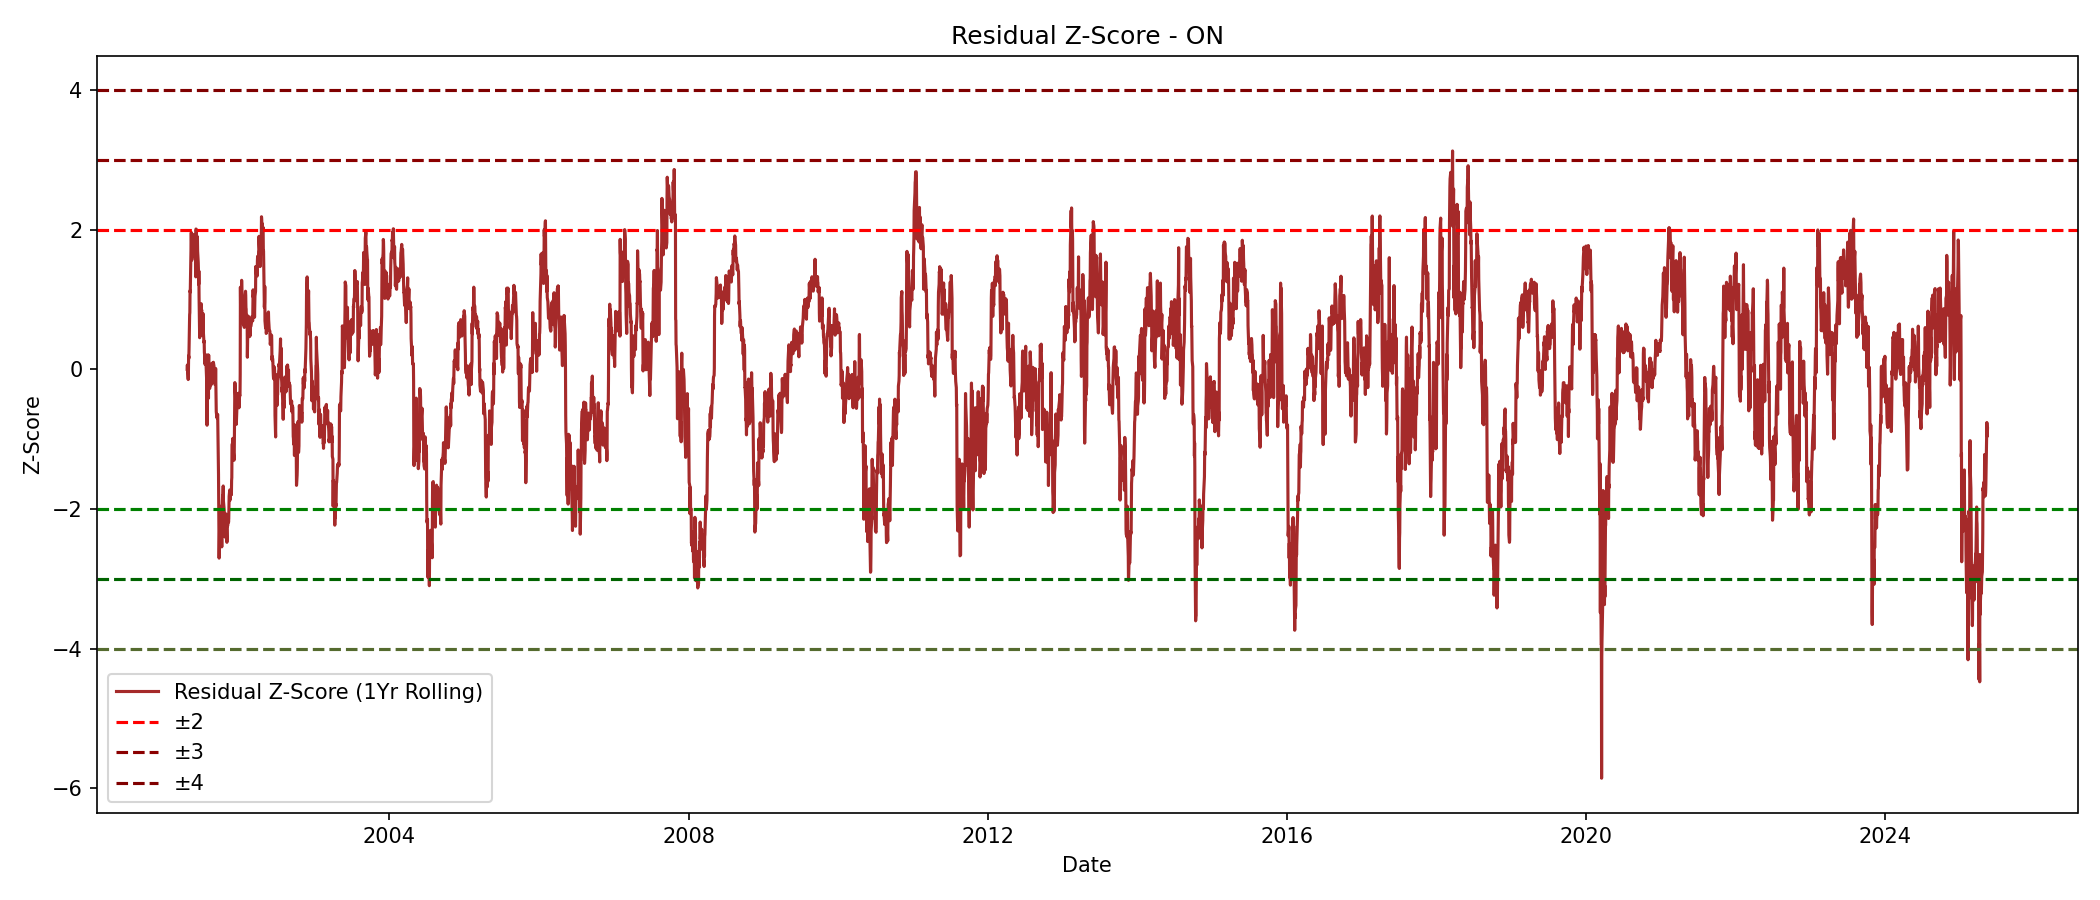 Residual Z-Score - ON
Z-Score
4
2
0
−2
−4
−6
Residual Z-Score (1Yr Rolling)
±2
±3
±4
2004 2008 2012 2016 2020 2024
Date